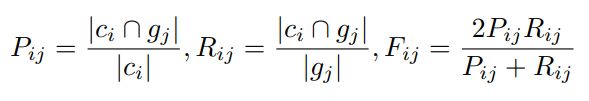 $P_{ij} = \frac{|c_i \cap g_j|}{|c_i|}, R_{ij} = \frac{|c_i \cap g_j|}{|g_j|}, F_{ij} = \frac{2P_{ij}R_{ij}}{P_{ij} + R_{ij}}$